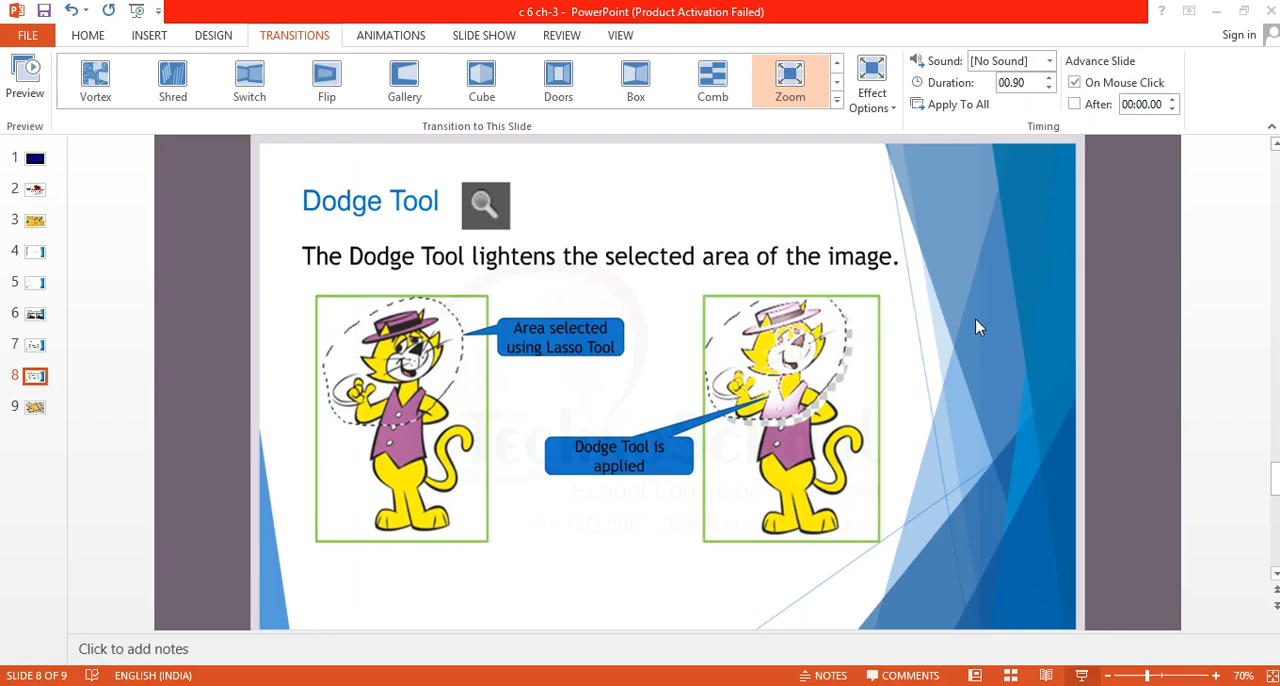 c 6 ch-3 - PowerPoint (Product Activation Failed)
FILE HOME INSERT DESIGN TRANSITIONS ANIMATIONS SLIDE SHOW REVIEW VIEW Sign in
Preview
Vortex Shred Switch Flip Gallery Cube Doors Box Comb Zoom
Effect
Options
Sound: [No Sound]
Duration: 00.90
Apply To All
Advance Slide
On Mouse Click
After: 00:00.00
Preview Transition to This Slide Timing
1
2
3
4
5
6
7
8
9
Dodge Tool
The Dodge Tool lightens the selected area of the image.
Area selected
using Lasso Tool
Dodge Tool is
applied
Click to add notes
SLIDE 8 OF 9 ENGLISH (INDIA) NOTES COMMENTS 70%